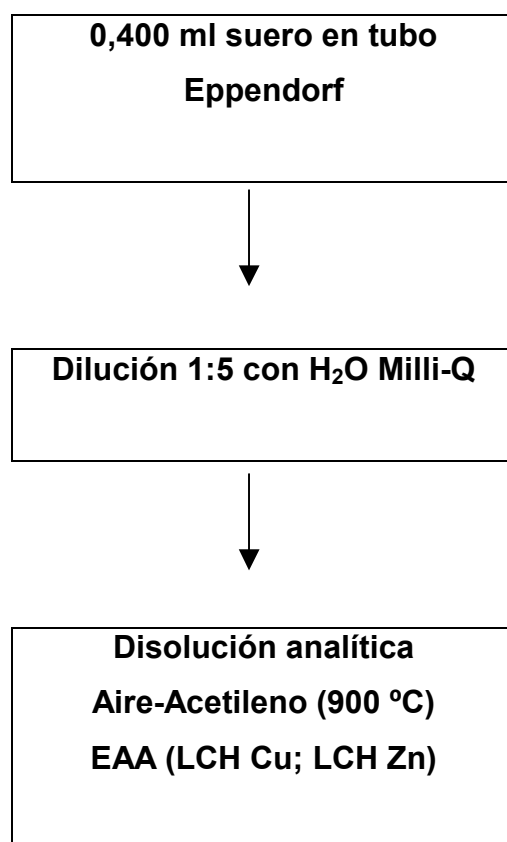 0,400 ml suero en tubo
Eppendorf
Dilución 1:5 con H₂O Milli-Q
Disolución analítica
Aire-Acetileno (900 ºC)
EAA (LCH Cu; LCH Zn)